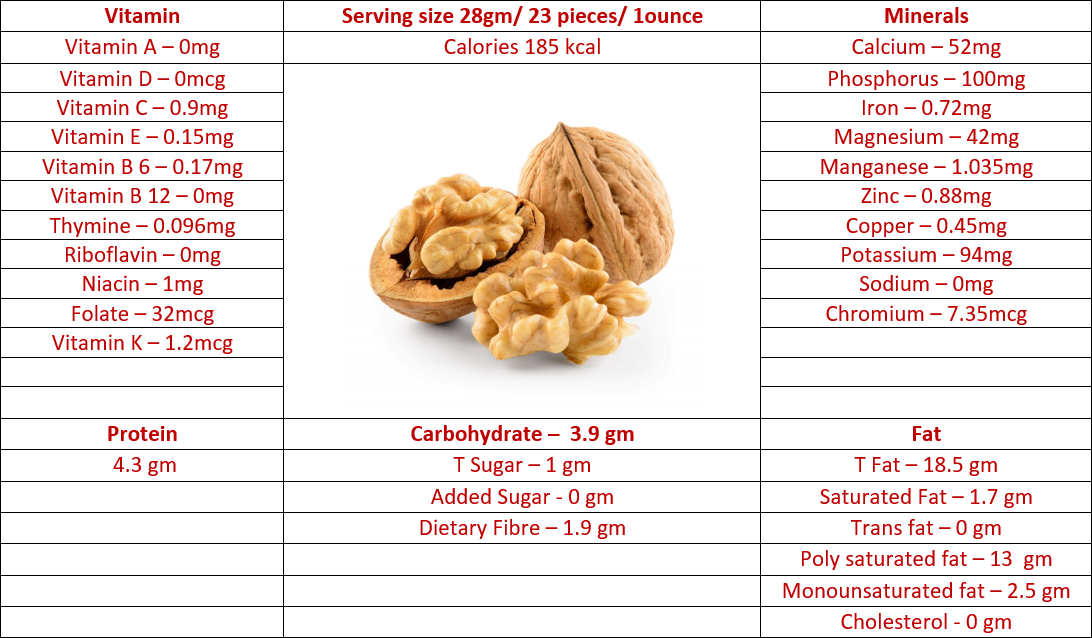 Vitamin
Serving size 28gm/ 23 pieces/ 1ounce
Minerals
Vitamin A – 0mg
Calories 185 kcal
Calcium – 52mg
Vitamin D – 0mcg
Phosphorus – 100mg
Vitamin C – 0.9mg
Iron – 0.72mg
Vitamin E – 0.15mg
Magnesium – 42mg
Vitamin B 6 – 0.17mg
Manganese – 1.035mg
Vitamin B 12 – 0mg
Zinc – 0.88mg
Thymine – 0.096mg
Copper – 0.45mg
Riboflavin – 0mg
Potassium – 94mg
Niacin – 1mg
Sodium – 0mg
Folate – 32mcg
Chromium – 7.35mcg
Vitamin K – 1.2mcg
Protein
Carbohydrate –  3.9 gm
Fat
4.3 gm
T Sugar – 1 gm
T Fat – 18.5 gm
Added Sugar - 0 gm
Saturated Fat – 1.7 gm
Dietary Fibre – 1.9 gm
Trans fat – 0 gm
Poly saturated fat – 13  gm
Monounsaturated fat – 2.5 gm
Cholesterol - 0 gm